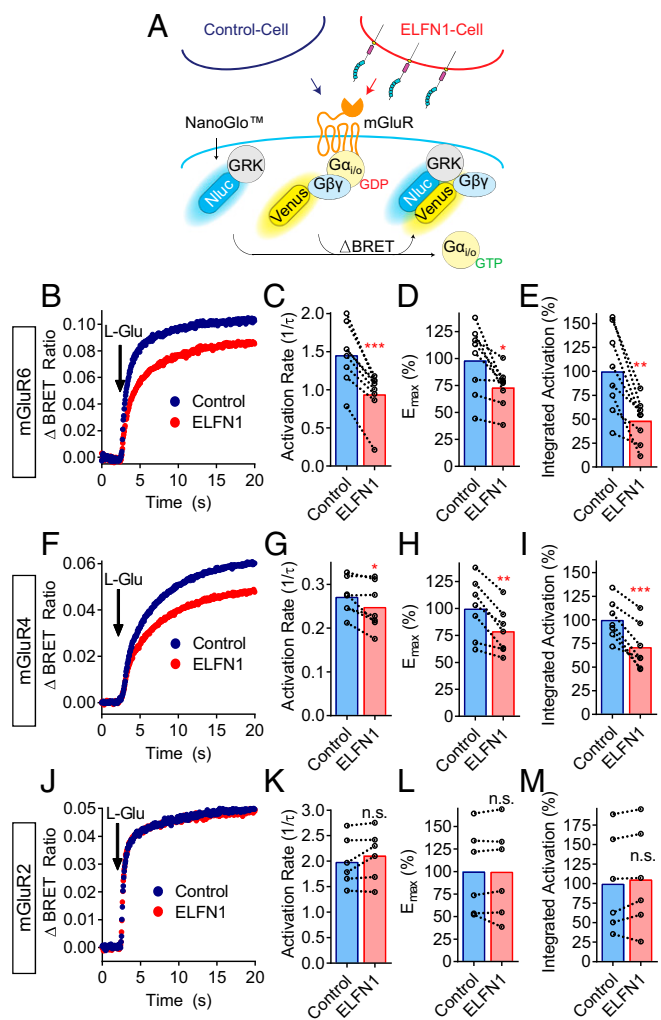 A
Control-Cell
ELFN1-Cell
NanoGlo™
mGluR
GRK
Nluc
Venus
Gβγ
Gαi/o
GDP
GRK
Nluc
Venus
Gβγ
ΔBRET
Gαi/o
GTP
mGluR6
B
Δ BRET Ratio
0.10
0.08
0.06
0.04
0.02
0.00
L-Glu
Control
ELFN1
0 5 10 15 20
Time (s)
C
Activation Rate (1/τ)
2.0
1.5
1.0
0.5
0.0
***
Control
ELFN1
D
Emax (%)
125
100
75
50
25
0
*
Control
ELFN1
E
Integrated Activation (%)
150
125
100
75
50
25
0
**
Control
ELFN1
mGluR4
F
Δ BRET Ratio
0.06
0.04
0.02
0.00
L-Glu
Control
ELFN1
0 5 10 15 20
Time (s)
G
Activation Rate (1/τ)
0.3
0.2
0.1
0.0
*
Control
ELFN1
H
Emax (%)
125
100
75
50
25
0
**
Control
ELFN1
I
Integrated Activation (%)
150
125
100
75
50
25
0
***
Control
ELFN1
mGluR2
J
Δ BRET Ratio
0.05
0.04
0.03
0.02
0.01
0.00
L-Glu
Control
ELFN1
0 5 10 15 20
Time (s)
K
Activation Rate (1/τ)
3.0
2.5
2.0
1.5
1.0
0.5
0.0
n.s.
Control
ELFN1
L
Emax (%)
150
125
100
75
50
25
0
n.s.
Control
ELFN1
M
Integrated Activation (%)
175
150
125
100
75
50
25
0
n.s.
Control
ELFN1